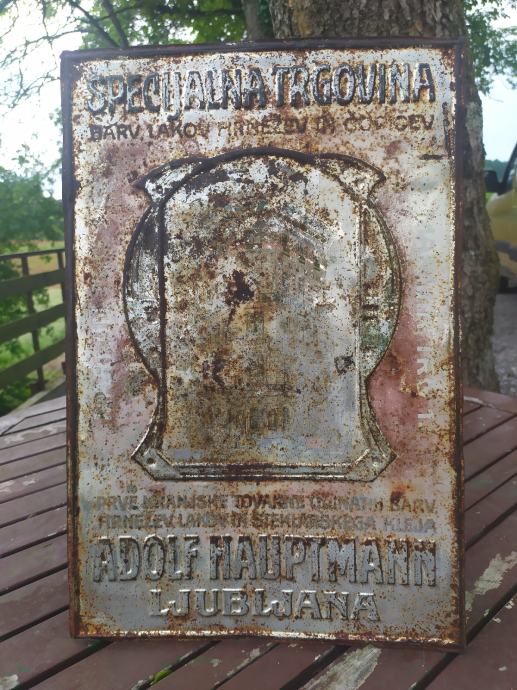 SPECIJALNA TRGOVINA
BARV, LAKOV, FIRNEŽEV IN ČOPIČEV
PRVE KRANJSKE TOVARNE OLJNATIH BARV
FIRNEŽEV, LAKOV IN STEKLARSKEGA KLEJA
ADOLF HAUPTMANN
LJUBLJANA